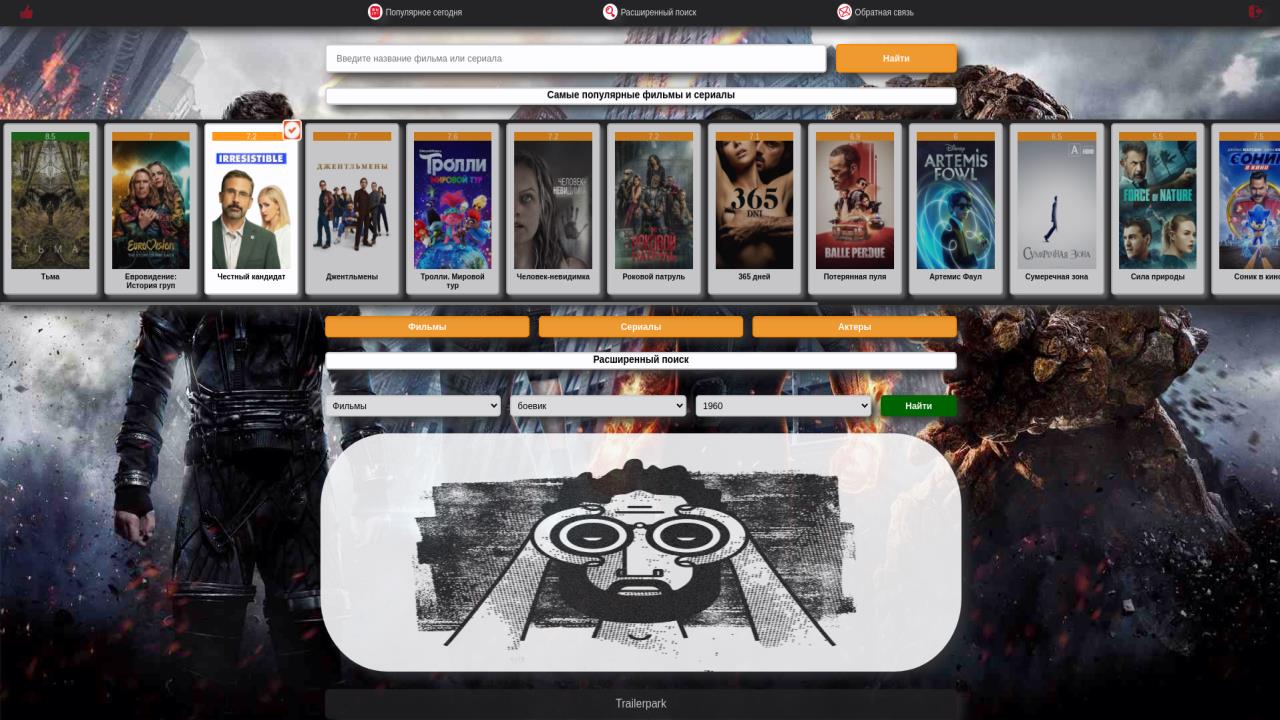 Популярное сегодня
Расширенный поиск
Обратная связь
Введите название фильма или сериала
Найти
Самые популярные фильмы и сериалы
8.5
7
7.2
7.7
7.6
7.2
7.2
7.1
6.9
6
6.5
5.5
7.5
ТЬМА
EUROVISION
IRRESISTIBLE
ДЖЕНТЛЬМЕНЫ
ТРОЛЛИ
МИРОВОЙ ТУР
ЧЕЛОВЕК-
НЕВИДИМКА
РОКОВОЙ
ПАТРУЛЬ
365
DNI
BALLE PERDUE
Disney
ARTEMIS
FOWL
СУМЕРЕЧНАЯ ЗОНА
FORCE OF NATURE
СОНИК
В КИНО
Тьма
Евровидение:
История груп
Честный кандидат
Джентльмены
Тролли. Мировой
тур
Человек-невидимка
Роковой патруль
365 дней
Потерянная пуля
Артемис Фаул
Сумеречная зона
Сила природы
Соник в кино
Фильмы
Сериалы
Актеры
Расширенный поиск
Фильмы
боевик
1960
Найти
Trailerpark